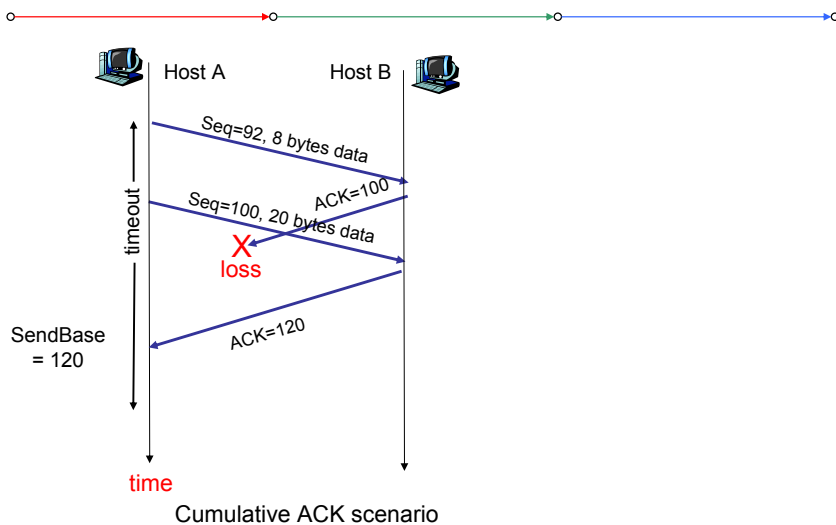 Host A
Host B
Seq=92, 8 bytes data
ACK=100
timeout
Seq=100, 20 bytes data
X
loss
ACK=120
SendBase
= 120
time
Cumulative ACK scenario